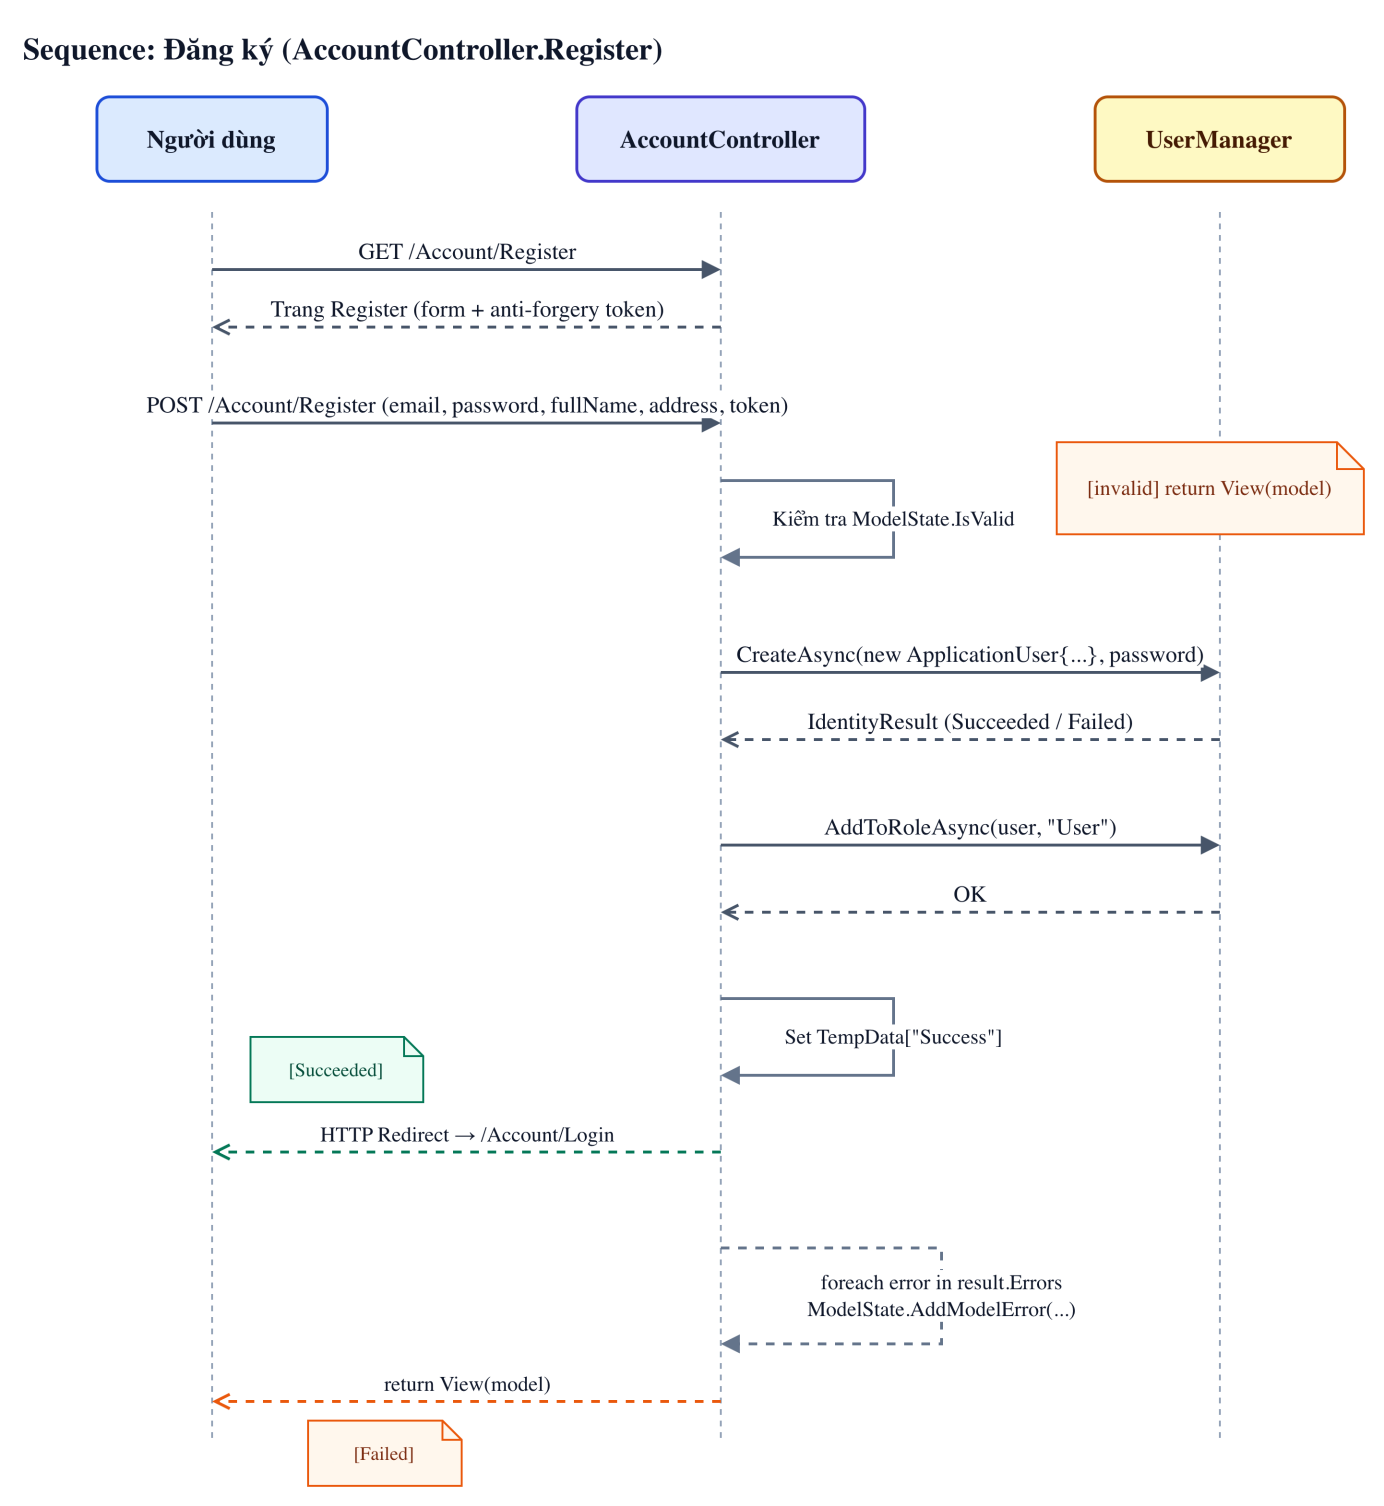 Sequence: Đăng ký (AccountController.Register)
Người dùng
AccountController
UserManager
GET /Account/Register
Trang Register (form + anti-forgery token)
POST /Account/Register (email, password, fullName, address, token)
[invalid] return View(model)
Kiểm tra ModelState.IsValid
CreateAsync(new ApplicationUser{...}, password)
IdentityResult (Succeeded / Failed)
AddToRoleAsync(user, "User")
OK
Set TempData["Success"]
[Succeeded]
HTTP Redirect → /Account/Login
foreach error in result.Errors
ModelState.AddModelError(...)
return View(model)
[Failed]